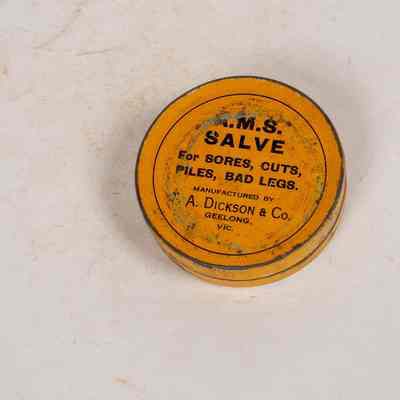 .M.S.
SALVE
For SORES, CUTS,
PILES, BAD LEGS.
MANUFACTURED BY
A. DICKSON & Co.
GEELONG,
VIC.